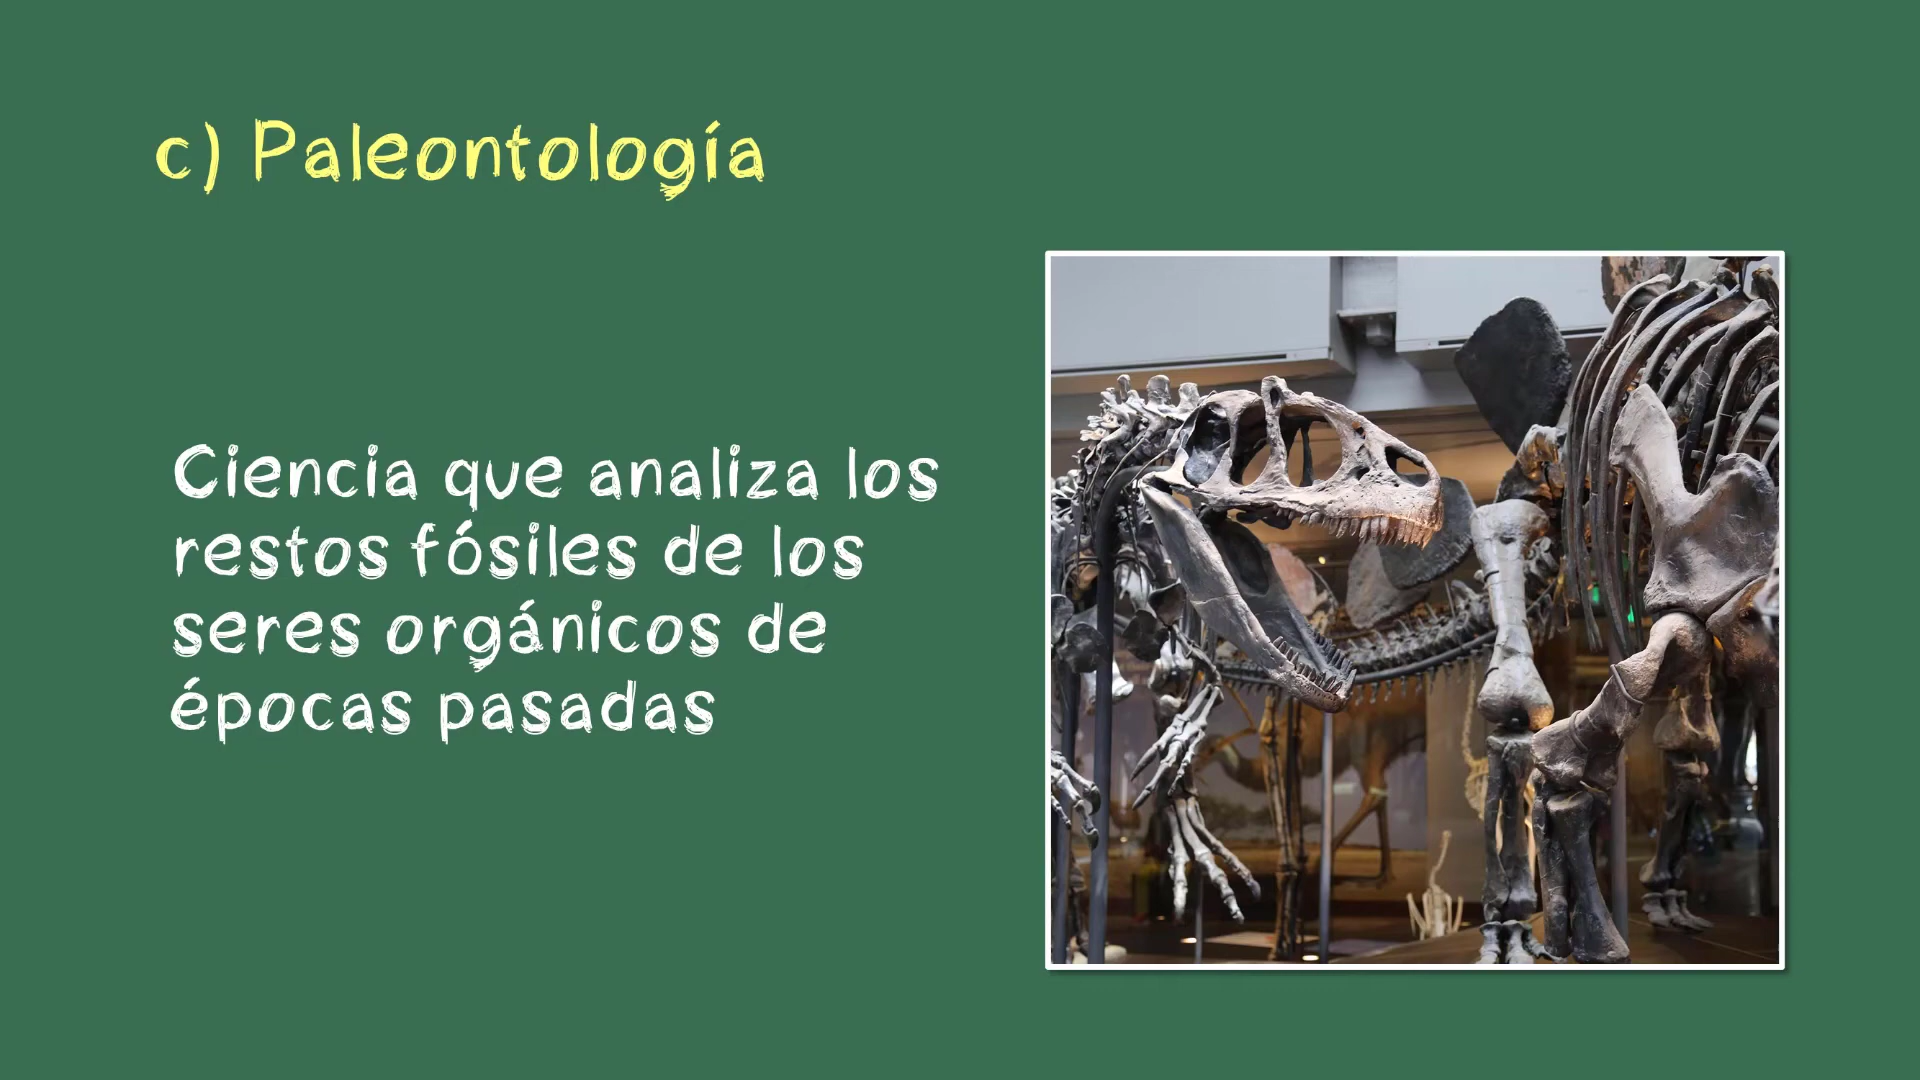 c) Paleontología
Ciencia que analiza los
restos fósiles de los
seres orgánicos de
épocas pasadas